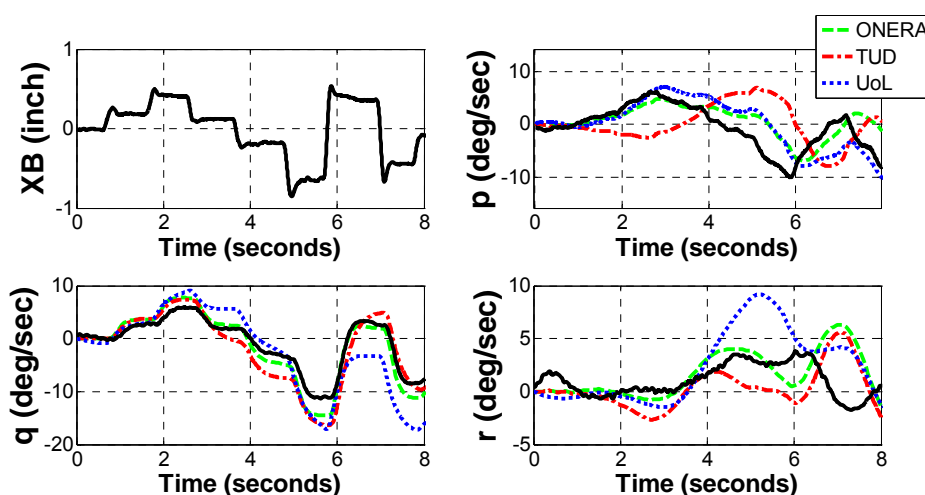 1
0
-1
XB (inch)
0 2 4 6 8
Time (seconds)
ONERA
TUD
UoL
10
0
-10
p (deg/sec)
0 2 4 6 8
Time (seconds)
10
0
-10
-20
q (deg/sec)
0 2 4 6 8
Time (seconds)
10
5
0
-5
r (deg/sec)
0 2 4 6 8
Time (seconds)